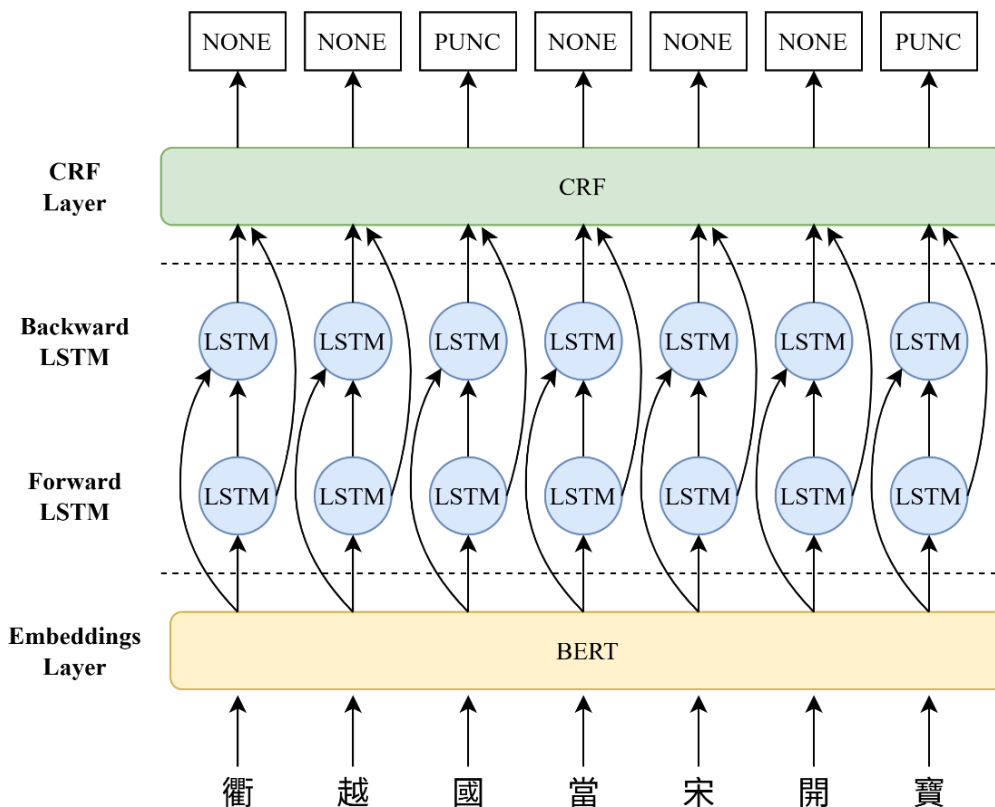 NONE NONE PUNC NONE NONE NONE PUNC
CRF
Layer
CRF
Backward
LSTM
LSTM LSTM LSTM LSTM LSTM LSTM LSTM
Forward
LSTM
LSTM LSTM LSTM LSTM LSTM LSTM LSTM
Embeddings
Layer
BERT
衢 越 國 當 宋 開 寶